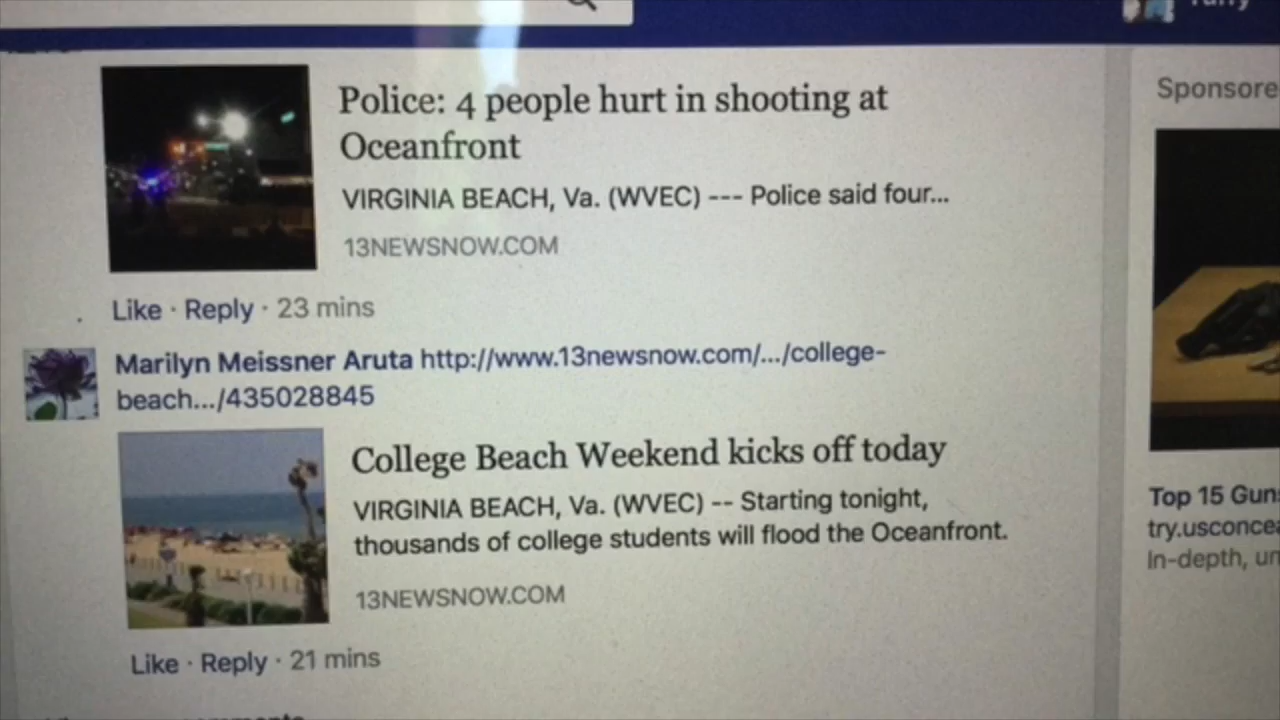 Police: 4 people hurt in shooting at
Oceanfront
VIRGINIA BEACH, Va. (WVEC) --- Police said four...
13NEWSNOW.COM
Like · Reply · 23 mins
Marilyn Meissner Aruta http://www.13newsnow.com/.../college-
beach.../435028845
College Beach Weekend kicks off today
VIRGINIA BEACH, Va. (WVEC) -- Starting tonight,
thousands of college students will flood the Oceanfront.
13NEWSNOW.COM
Like · Reply · 21 mins
Sponsore
Top 15 Gun
try.usconcea
In-depth, un